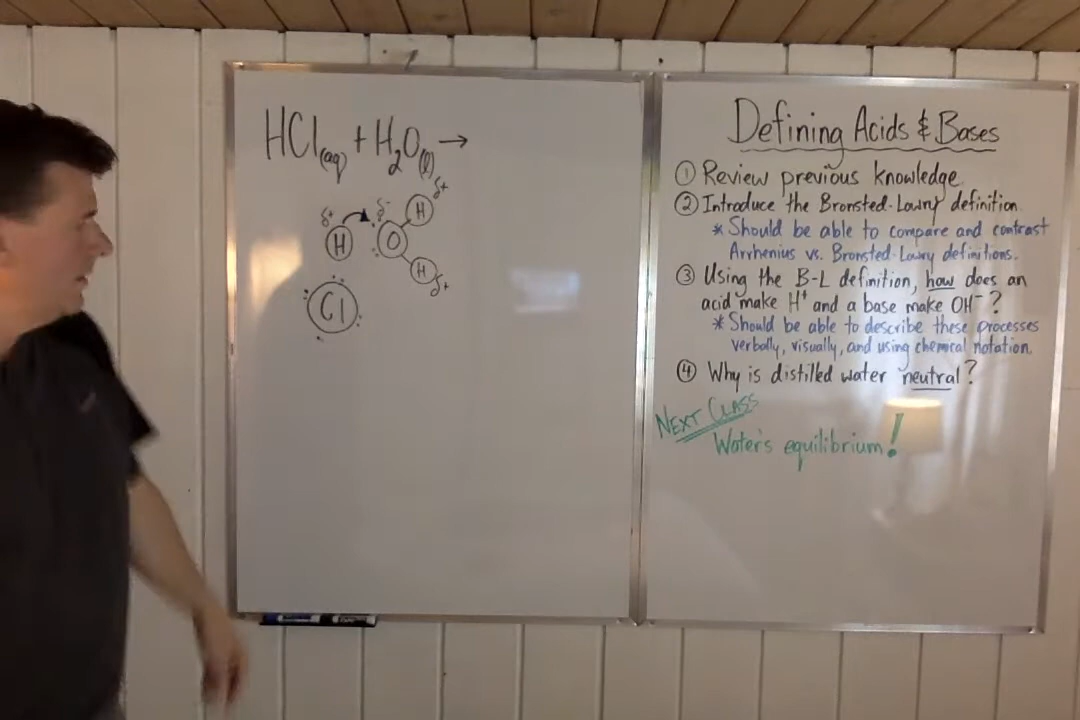 HCl(aq) + H₂O(l) →
δ+
δ-
H
δ+
H
O
H
δ+
Cl
Defining Acids & Bases
① Review previous knowledge
② Introduce the Bronsted-Lowry definition.
* Should be able to compare and contrast
Arrhenius vs. Bronsted-Lowry definitions.
③ Using the B-L definition, how does an
acid make H⁺ and a base make OH⁻?
* Should be able to describe these processes
verbally, visually, and using chemical notation.
④ Why is distilled water neutral?
NEXT CLASS
Water's equilibrium!